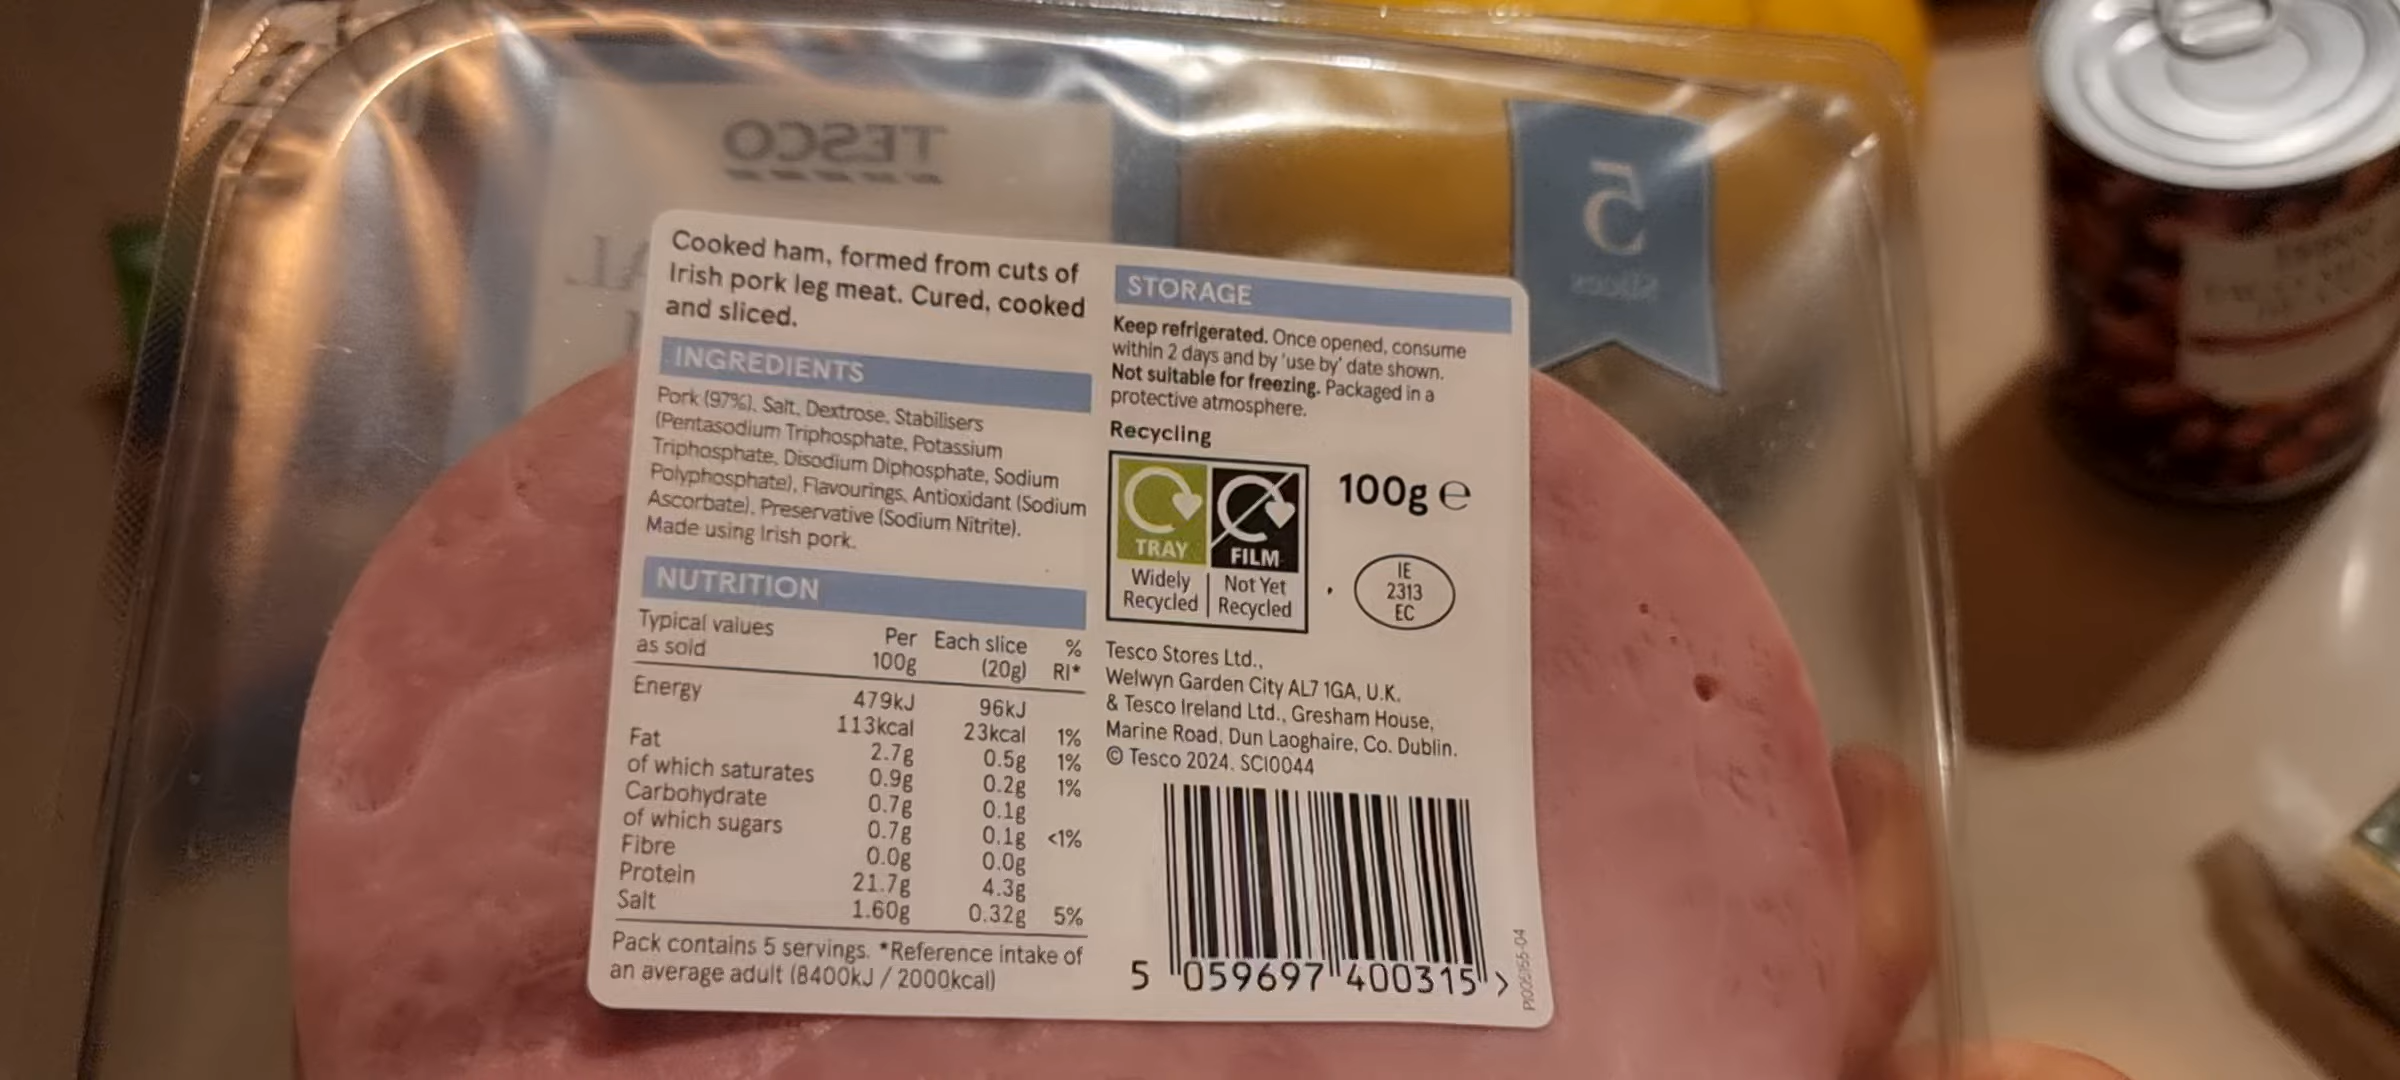 TESCO
5
slices
Cooked ham, formed from cuts of
Irish pork leg meat. Cured, cooked
and sliced.
INGREDIENTS
Pork (97%), Salt, Dextrose, Stabilisers
(Pentasodium Triphosphate, Potassium
Triphosphate, Disodium Diphosphate, Sodium
Polyphosphate), Flavourings, Antioxidant (Sodium
Ascorbate), Preservative (Sodium Nitrite).
Made using Irish pork.
NUTRITION
Typical values as sold Per 100g Each slice (20g) % RI*
Energy 479kJ 96kJ
113kcal 23kcal 1%
Fat 2.7g 0.5g 1%
of which saturates 0.9g 0.2g 1%
Carbohydrate 0.7g 0.1g
of which sugars 0.7g 0.1g <1%
Fibre 0.0g 0.0g
Protein 21.7g 4.3g
Salt 1.60g 0.32g 5%
Pack contains 5 servings. *Reference intake of
an average adult (8400kJ / 2000kcal)
STORAGE
Keep refrigerated. Once opened, consume
within 2 days and by 'use by' date shown.
Not suitable for freezing. Packaged in a
protective atmosphere.
Recycling
TRAY FILM
Widely Recycled Not Yet Recycled
100g e
IE
2313
EC
Tesco Stores Ltd.,
Welwyn Garden City AL7 1GA, U.K.
& Tesco Ireland Ltd., Gresham House,
Marine Road, Dun Laoghaire, Co. Dublin.
© Tesco 2024. SCI0044
5 059697 400315 >